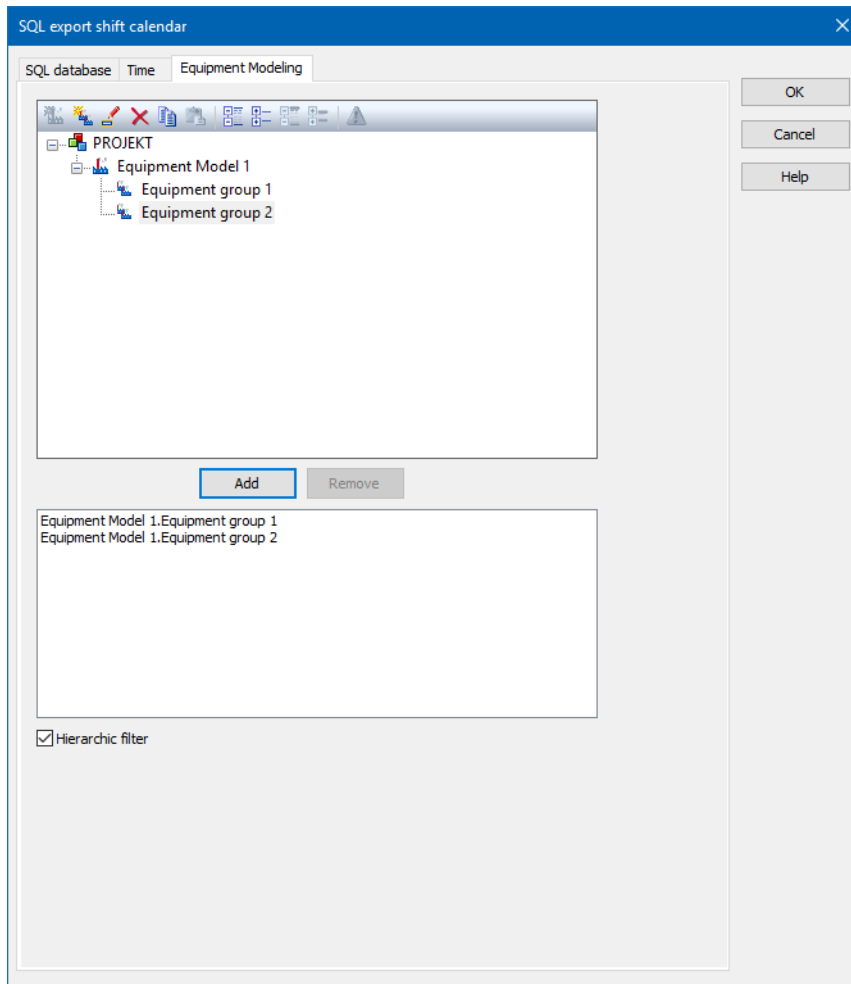 SQL export shift calendar
SQL database Time Equipment Modeling
OK
Cancel
Help
PROJEKT
Equipment Model 1
Equipment group 1
Equipment group 2
Add Remove
Equipment Model 1.Equipment group 1
Equipment Model 1.Equipment group 2
Hierarchic filter